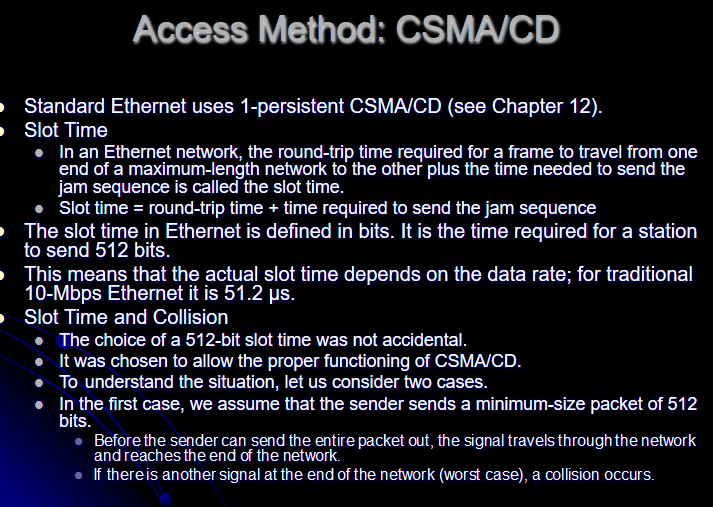 Access Method: CSMA/CD
Standard Ethernet uses 1-persistent CSMA/CD (see Chapter 12).
Slot Time
In an Ethernet network, the round-trip time required for a frame to travel from one
end of a maximum-length network to the other plus the time needed to send the
jam sequence is called the slot time.
Slot time = round-trip time + time required to send the jam sequence
The slot time in Ethernet is defined in bits. It is the time required for a station
to send 512 bits.
This means that the actual slot time depends on the data rate; for traditional
10-Mbps Ethernet it is 51.2 μs.
Slot Time and Collision
The choice of a 512-bit slot time was not accidental.
It was chosen to allow the proper functioning of CSMA/CD.
To understand the situation, let us consider two cases.
In the first case, we assume that the sender sends a minimum-size packet of 512
bits.
Before the sender can send the entire packet out, the signal travels through the network
and reaches the end of the network.
If there is another signal at the end of the network (worst case), a collision occurs.